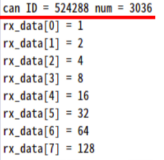 can ID = 524288 num = 3036
rx_data[0] = 1
rx_data[1] = 2
rx_data[2] = 4
rx_data[3] = 8
rx_data[4] = 16
rx_data[5] = 32
rx_data[6] = 64
rx_data[7] = 128